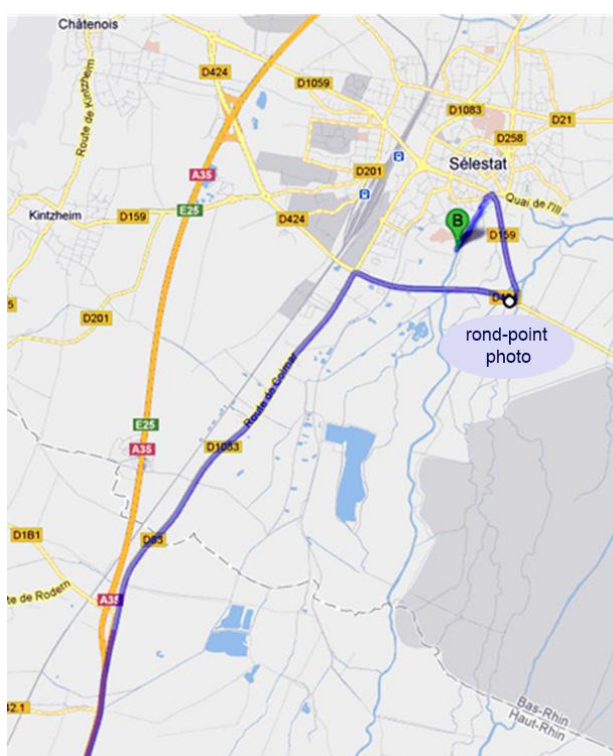 Châtenois
D424
D1059
D1083
D21
D258
Route de Kintzheim
A35
D201
Sélestat
E25
Quai de l'Ill
Kintzheim
D159
D424
B
D159
D201
rond-point
photo
Route de Colmar
E25
A35
D1083
D1B1
D83
A35
te de Rodern
Bas-Rhin
Haut-Rhin
2.1